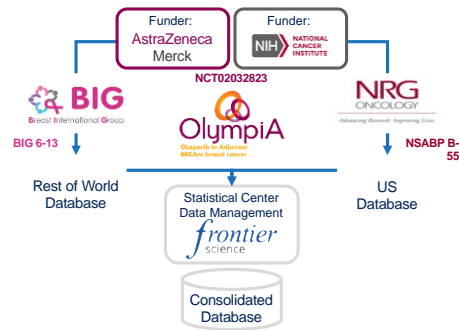 Funder:
AstraZeneca
Merck
Funder:
NIH
NATIONAL
CANCER
INSTITUTE
NCT02032823
BIG
Breast International Group
OlympiA
Olaparib in Adjuvant
BRCAm breast cancer
NRG
ONCOLOGY
Advancing Research. Improving Lives.
BIG 6-13
NSABP B-
55
Rest of World
Database
Statistical Center
Data Management
frontier
science
US
Database
Consolidated
Database